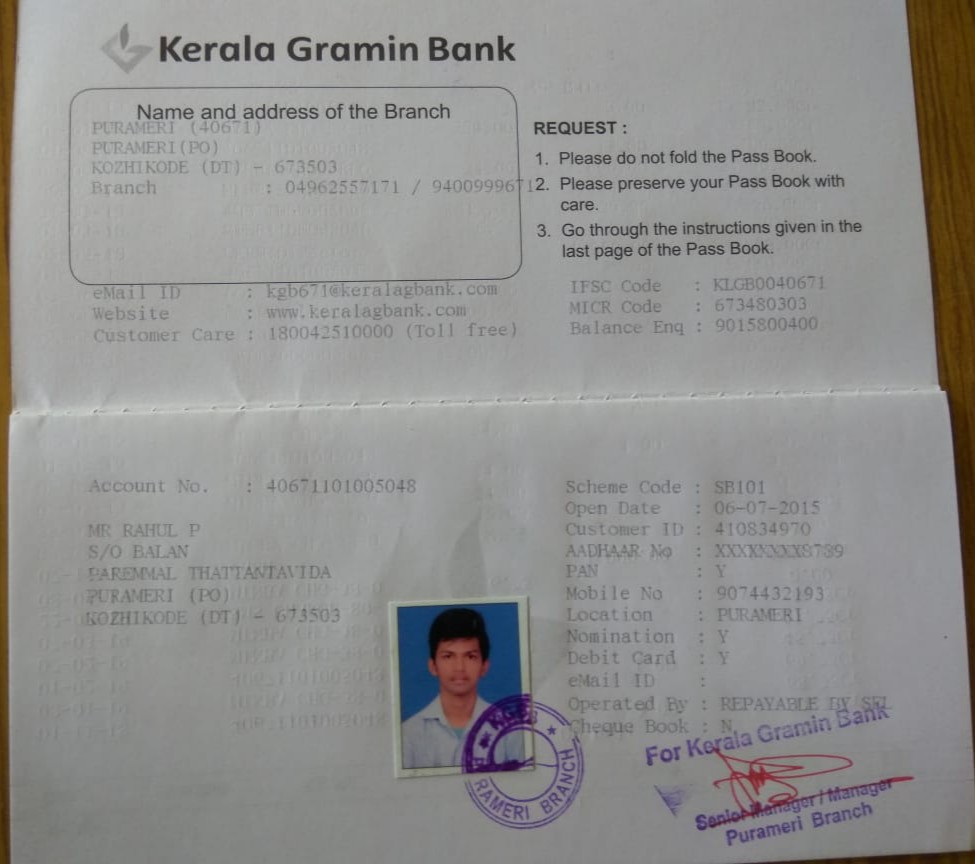 Kerala Gramin Bank
Name and address of the Branch
PURAMERI (40671)
PURAMERI(PO)
KOZHIKODE (DT) - 673503
Branch : 04962557171 / 9400999671
REQUEST :
1. Please do not fold the Pass Book.
2. Please preserve your Pass Book with
care.
3. Go through the instructions given in the
last page of the Pass Book.
eMail ID : kgb671@keralagbank.com
Website : www.keralagbank.com
Customer Care : 180042510000 (Toll free)
IFSC Code : KLGB0040671
MICR Code : 673480303
Balance Enq : 9015800400
Account No. : 40671101005048
MR RAHUL P
S/O BALAN
PAREMMAL THATTANTAVIDA
PURAMERI (PO)
KOZHIKODE (DT) - 673503
Scheme Code : SB101
Open Date : 06-07-2015
Customer ID : 410834970
AADHAAR No : XXXXXXXX8789
PAN : Y
Mobile No : 9074432193
Location : PURAMERI
Nomination : Y
Debit Card : Y
eMail ID :
Operated By : REPAYABLE BY SEL
Cheque Book : N
KGB
RAMERI BRANCH
For Kerala Gramin Bank
Senior Manager / Manager
Purameri Branch